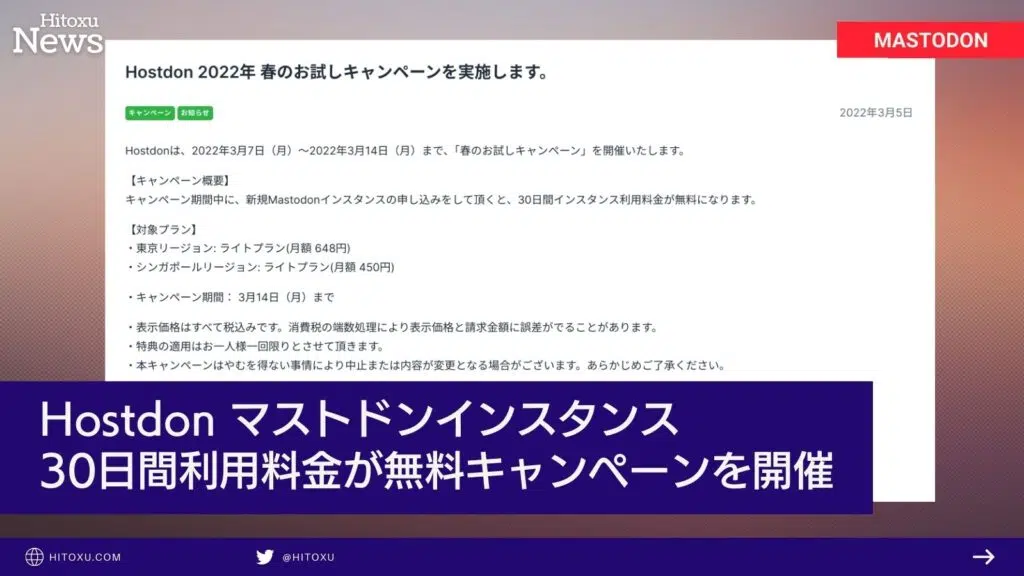 Hitoxu
News
MASTODON
Hostdon 2022年 春のお試しキャンペーンを実施します。
キャンペーン お知らせ
2022年3月5日
Hostdonは、2022年3月7日（月）〜2022年3月14日（月）まで、「春のお試しキャンペーン」を開催いたします。
【キャンペーン概要】
キャンペーン期間中に、新規Mastodonインスタンスの申し込みをして頂くと、30日間インスタンス利用料金が無料になります。
【対象プラン】
・東京リージョン: ライトプラン(月額 648円)
・シンガポールリージョン: ライトプラン(月額 450円)
・キャンペーン期間： 3月14日（月）まで
・表示価格はすべて税込みです。消費税の端数処理により表示価格と請求金額に誤差がでることがあります。
・特典の適用はお一人様一回限りとさせて頂きます。
・本キャンペーンはやむを得ない事情により中止または内容が変更となる場合がございます。あらかじめご了承ください。
Hostdon マストドンインスタンス
30日間利用料金が無料キャンペーンを開催
HITOXU.COM
@HITOXU